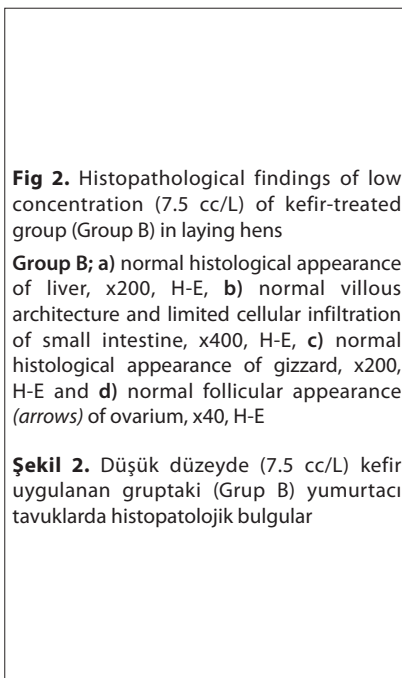 Fig 2. Histopathological findings of low
concentration (7.5 cc/L) of kefir-treated
group (Group B) in laying hens
Group B; a) normal histological appearance
of liver, x200, H-E, b) normal villous
architecture and limited cellular infiltration
of small intestine, x400, H-E, c) normal
histological appearance of gizzard, x200,
H-E and d) normal follicular appearance
(arrows) of ovarium, x40, H-E
Şekil 2. Düşük düzeyde (7.5 cc/L) kefir
uygulanan gruptaki (Grup B) yumurtacı
tavuklarda histopatolojik bulgular